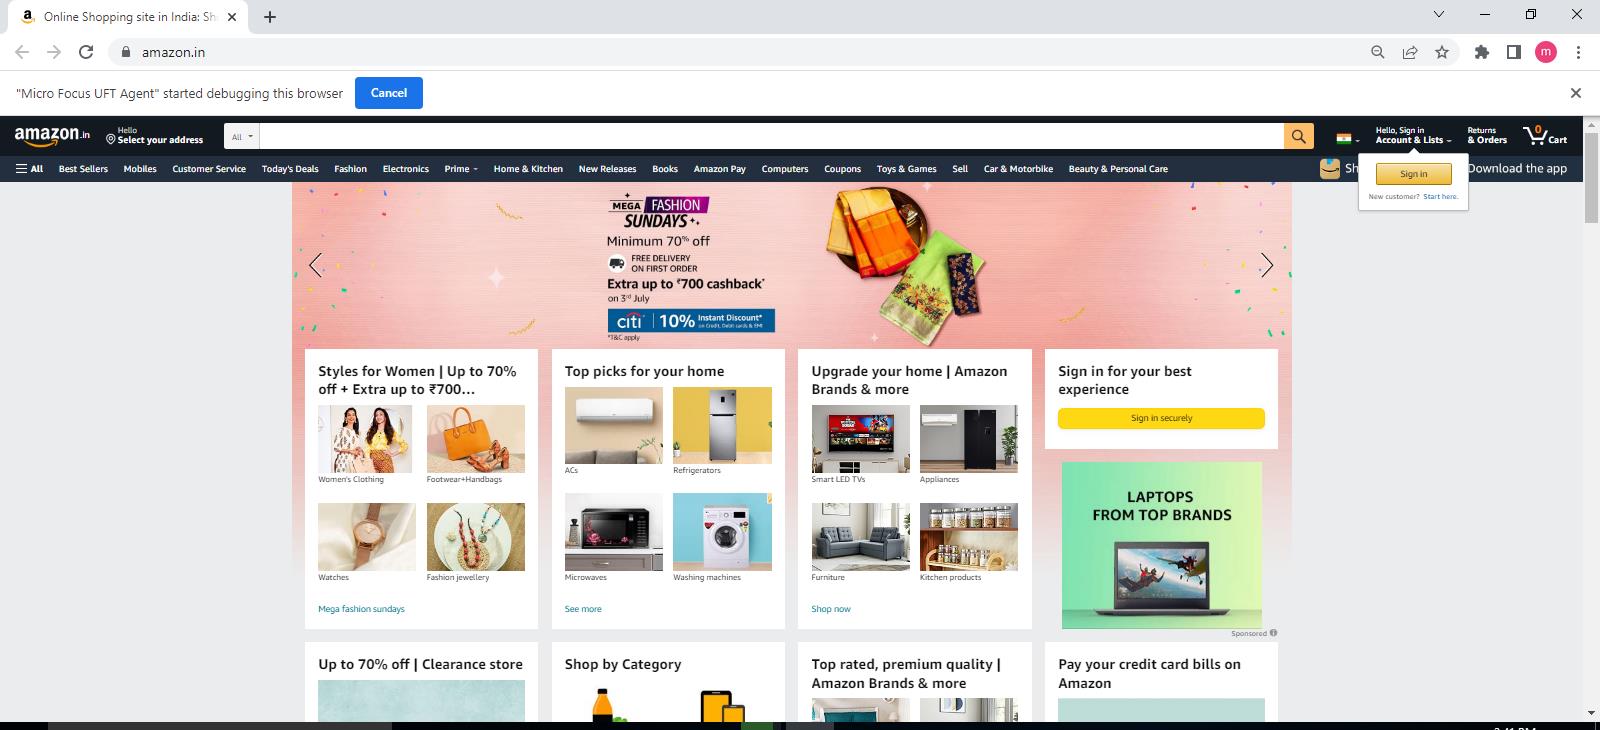 Online Shopping site in India: Sh
amazon.in
"Micro Focus UFT Agent" started debugging this browser
Cancel
m
amazon.in
Hello
Select your address
All
Hello, Sign in
Account & Lists
Returns
& Orders
0
Cart
All
Best Sellers
Mobiles
Customer Service
Today's Deals
Fashion
Electronics
Prime
Home & Kitchen
New Releases
Books
Amazon Pay
Computers
Coupons
Toys & Games
Sell
Car & Motorbike
Beauty & Personal Care
Sh
Download the app
Sign in
New customer? Start here.
MEGA FASHION
SUNDAYS
Minimum 70% off
FREE DELIVERY
ON FIRST ORDER
Extra up to ₹700 cashback*
on 3rd July
citi
10% Instant Discount*
on Credit, Debit cards & EMI
*T&C apply
Styles for Women | Up to 70%
off + Extra up to ₹700...
Women's Clothing
Footwear+Handbags
Watches
Fashion jewellery
Mega fashion sundays
Top picks for your home
ACs
Refrigerators
Microwaves
Washing machines
See more
Upgrade your home | Amazon
Brands & more
Smart LED TVs
Appliances
Furniture
Kitchen products
Shop now
Sign in for your best
experience
Sign in securely
LAPTOPS
FROM TOP BRANDS
Sponsored
Up to 70% off | Clearance store
Shop by Category
Top rated, premium quality |
Amazon Brands & more
Pay your credit card bills on
Amazon